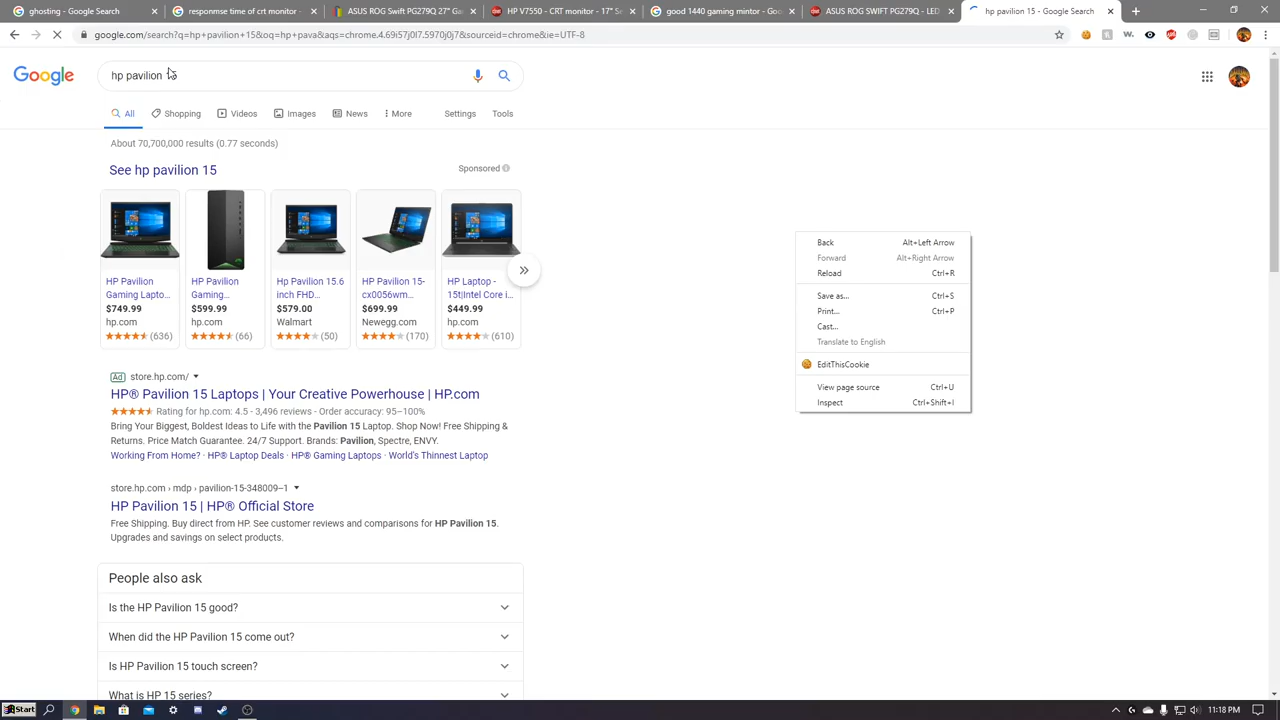 ghosting - Google Search
responmse time of crt monitor -
ASUS ROG Swift PG279Q 27" Ga
HP V7550 - CRT monitor - 17" Se
good 1440 gaming mintor - Goo
ASUS ROG SWIFT PG279Q - LED
hp pavilion 15 - Google Search
google.com/search?q=hp+pavilion+15&oq=hp+pava&aqs=chrome.4.69i57j0l7.5970j0j7&sourceid=chrome&ie=UTF-8
Google
hp pavilion
All
Shopping
Videos
Images
News
More
Settings
Tools
About 70,700,000 results (0.77 seconds)
See hp pavilion 15
Sponsored
HP Pavilion
Gaming Lapto...
$749.99
hp.com
(636)
HP Pavilion
Gaming...
$599.99
hp.com
(66)
Hp Pavilion 15.6
inch FHD...
$579.00
Walmart
(50)
HP Pavilion 15-
cx0056wm...
$699.99
Newegg.com
(170)
HP Laptop -
15t|Intel Core i...
$449.99
hp.com
(610)
Back Alt+Left Arrow
Forward Alt+Right Arrow
Reload Ctrl+R
Save as... Ctrl+S
Print... Ctrl+P
Cast...
Translate to English
EditThisCookie
View page source Ctrl+U
Inspect Ctrl+Shift+I
Ad store.hp.com/
HP® Pavilion 15 Laptops | Your Creative Powerhouse | HP.com
Rating for hp.com: 4.5 - 3,496 reviews - Order accuracy: 95–100%
Bring Your Biggest, Boldest Ideas to Life with the Pavilion 15 Laptop. Shop Now! Free Shipping &
Returns. Price Match Guarantee. 24/7 Support. Brands: Pavilion, Spectre, ENVY.
Working From Home? · HP® Laptop Deals · HP® Gaming Laptops · World's Thinnest Laptop
store.hp.com › mdp › pavilion-15-348009--1
HP Pavilion 15 | HP® Official Store
Free Shipping. Buy direct from HP. See customer reviews and comparisons for HP Pavilion 15.
Upgrades and savings on select products.
People also ask
Is the HP Pavilion 15 good?
When did the HP Pavilion 15 come out?
Is HP Pavilion 15 touch screen?
What is HP 15 series?
Start
11:18 PM